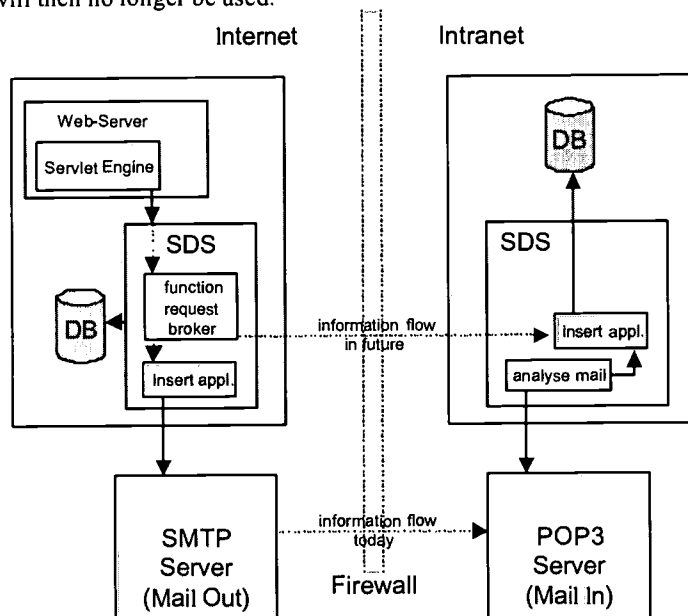 will then no longer be used.
Internet
Intranet
Web-Server
Servlet Engine
SDS
function
request
broker
DB
Insert appl.
DB
SDS
insert appl.
analyse mail
information flow
in future
SMTP
Server
(Mail Out)
information flow
today
Firewall
POP3
Server
(Mail In)